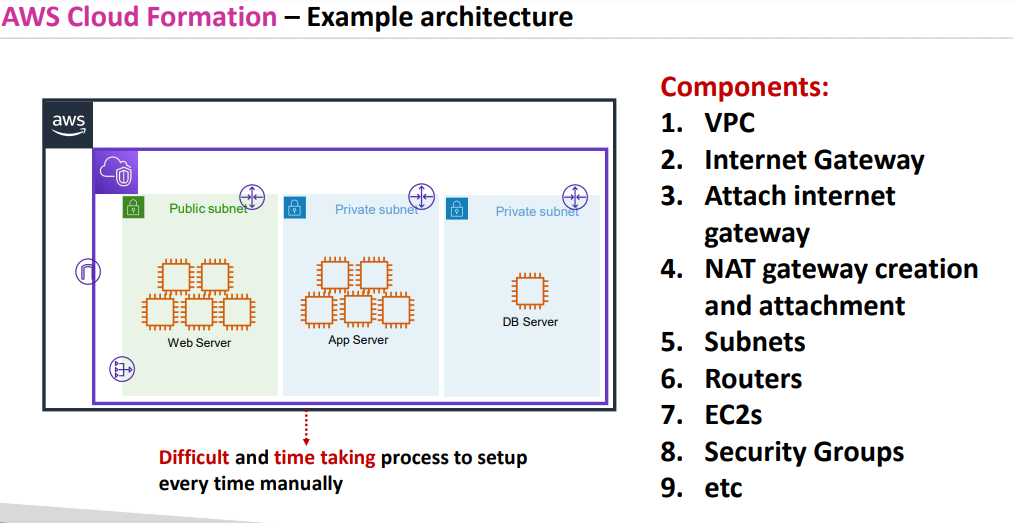 AWS Cloud Formation – Example architecture
aws
Public subnet
Private subnet
Private subnet
Web Server
App Server
DB Server
Difficult and time taking process to setup
every time manually
Components:
1. VPC
2. Internet Gateway
3. Attach internet
gateway
4. NAT gateway creation
and attachment
5. Subnets
6. Routers
7. EC2s
8. Security Groups
9. etc